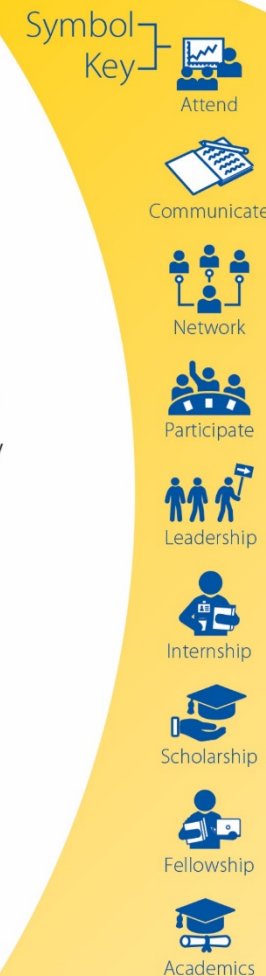 Symbol
Key
Attend
Communicate
Network
Participate
Leadership
Internship
Scholarship
Fellowship
Academics